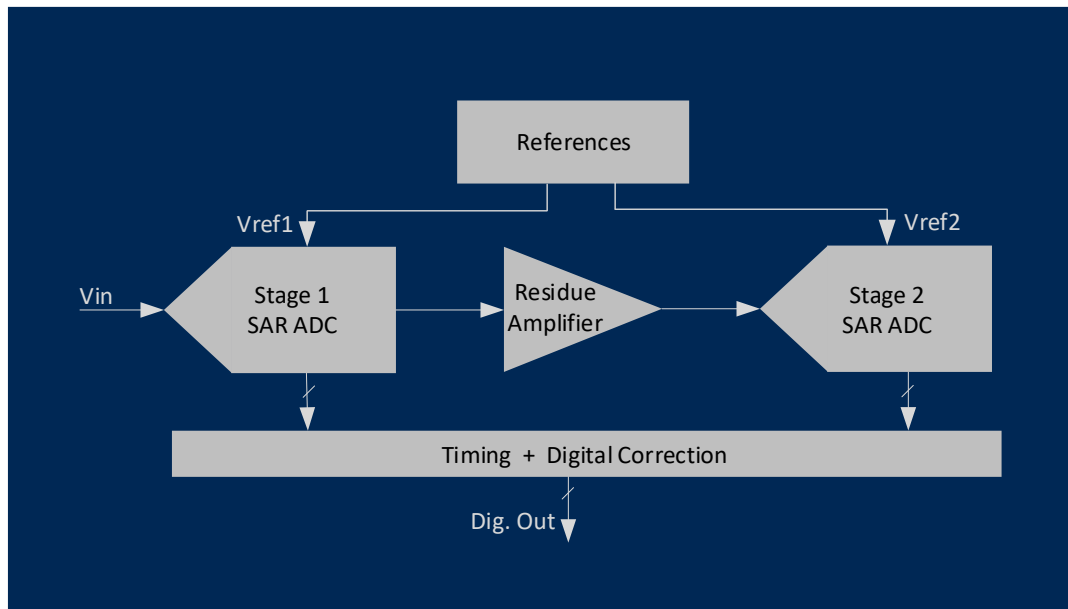 References
Vref1
Vref2
Vin
Stage 1
SAR ADC
Residue
Amplifier
Stage 2
SAR ADC
Timing + Digital Correction
Dig. Out